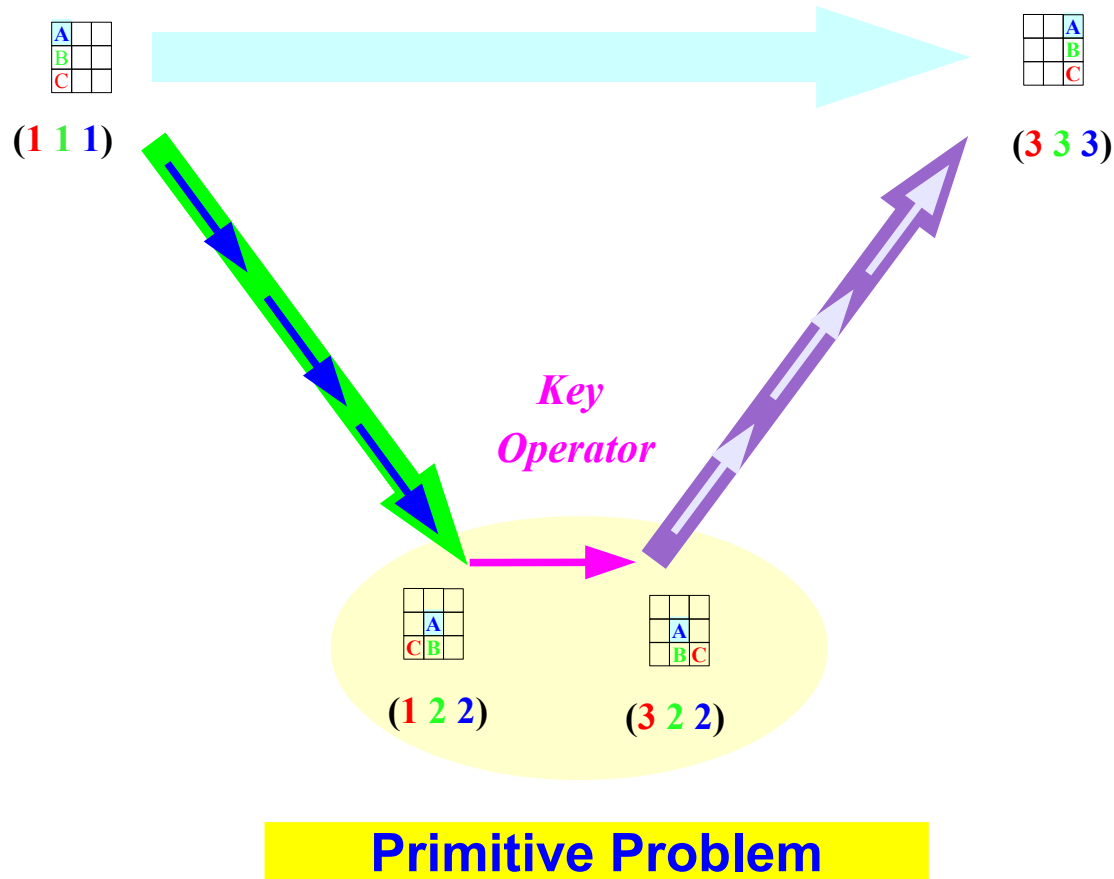 A
B
C
(1 1 1)
A
B
C
(3 3 3)
Key
Operator
A
C B
(1 2 2)
A
B C
(3 2 2)
Primitive Problem